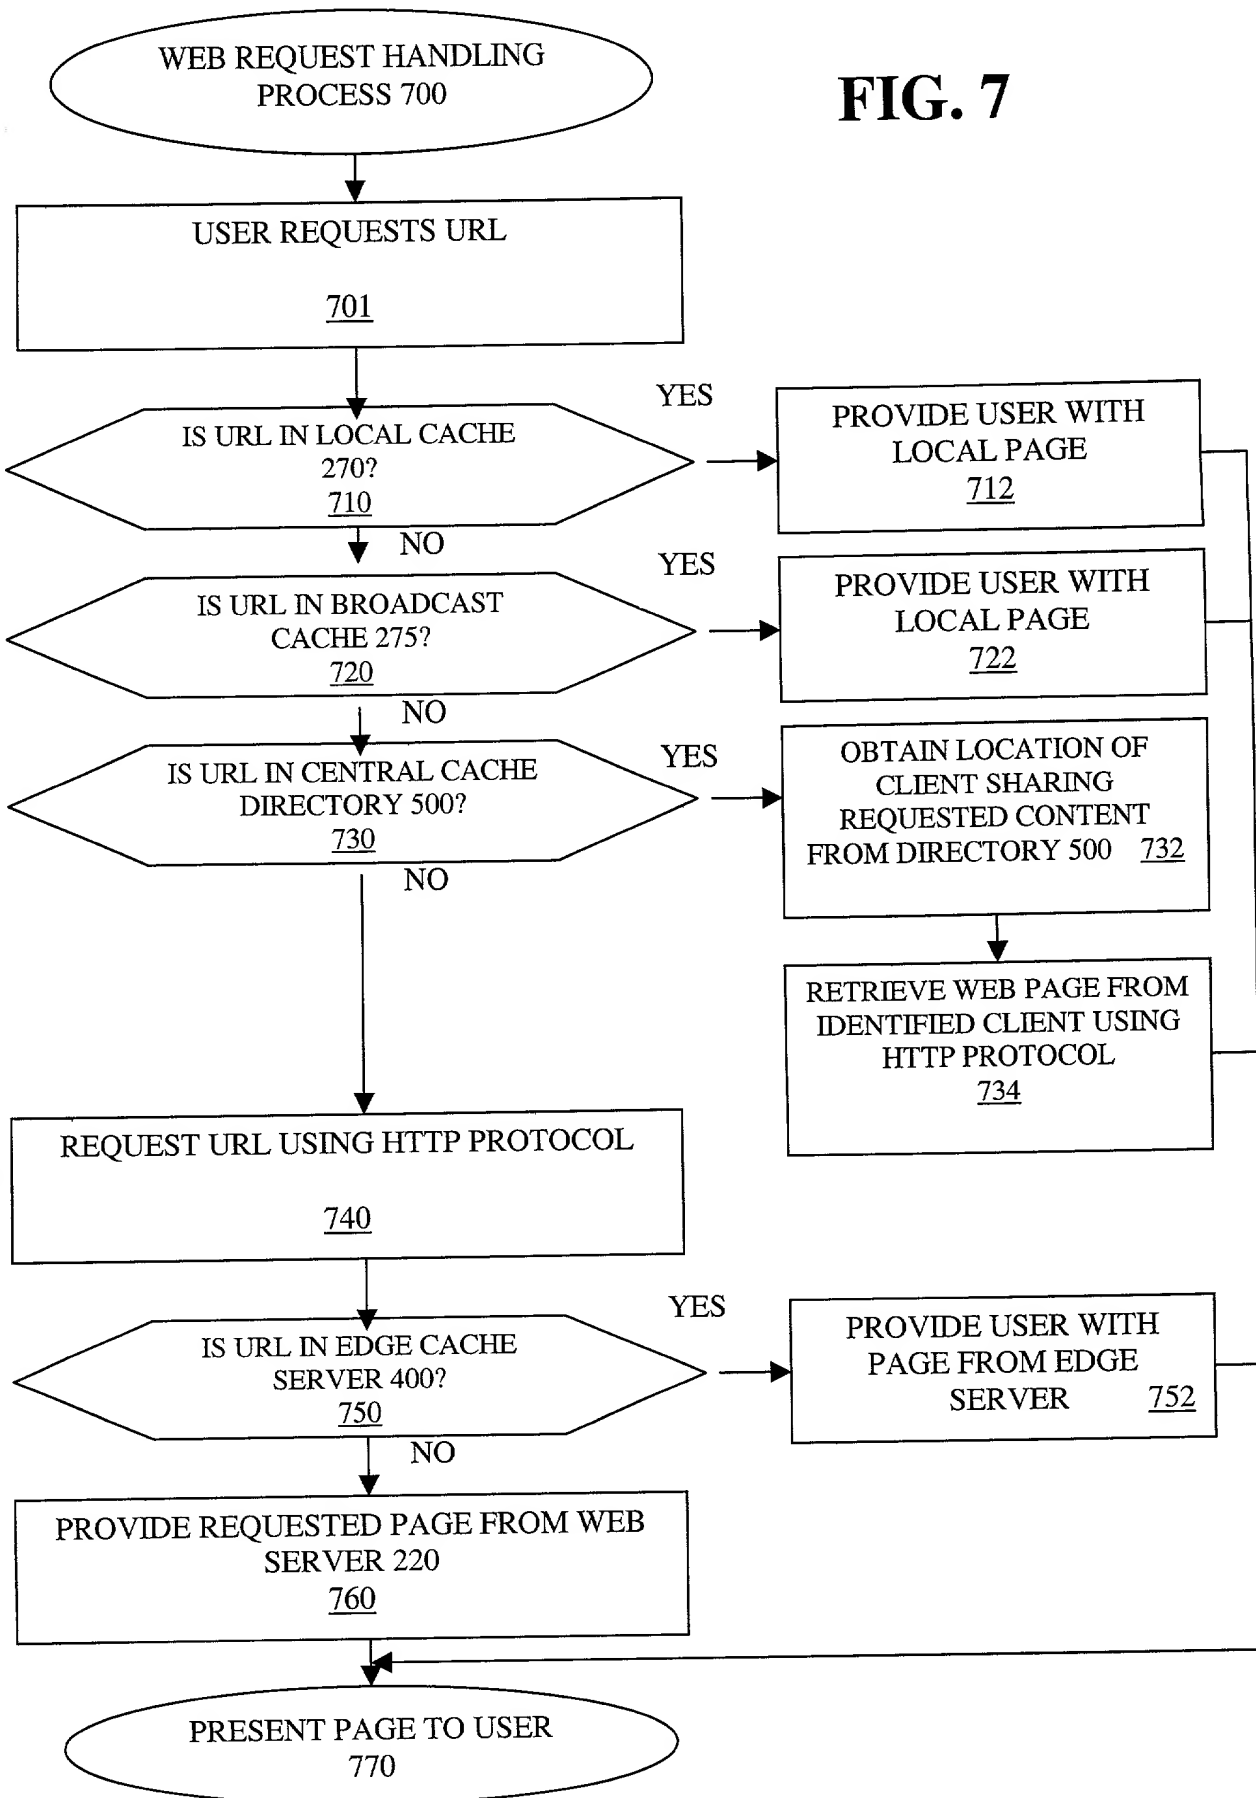 WEB REQUEST HANDLING
PROCESS 700
FIG. 7
USER REQUESTS URL
701
IS URL IN LOCAL CACHE
270?
710
YES
NO
PROVIDE USER WITH
LOCAL PAGE
712
IS URL IN BROADCAST
CACHE 275?
720
YES
NO
PROVIDE USER WITH
LOCAL PAGE
722
IS URL IN CENTRAL CACHE
DIRECTORY 500?
730
YES
NO
OBTAIN LOCATION OF
CLIENT SHARING
REQUESTED CONTENT
FROM DIRECTORY 500 732
RETRIEVE WEB PAGE FROM
IDENTIFIED CLIENT USING
HTTP PROTOCOL
734
REQUEST URL USING HTTP PROTOCOL
740
IS URL IN EDGE CACHE
SERVER 400?
750
YES
NO
PROVIDE USER WITH
PAGE FROM EDGE
SERVER 752
PROVIDE REQUESTED PAGE FROM WEB
SERVER 220
760
PRESENT PAGE TO USER
770